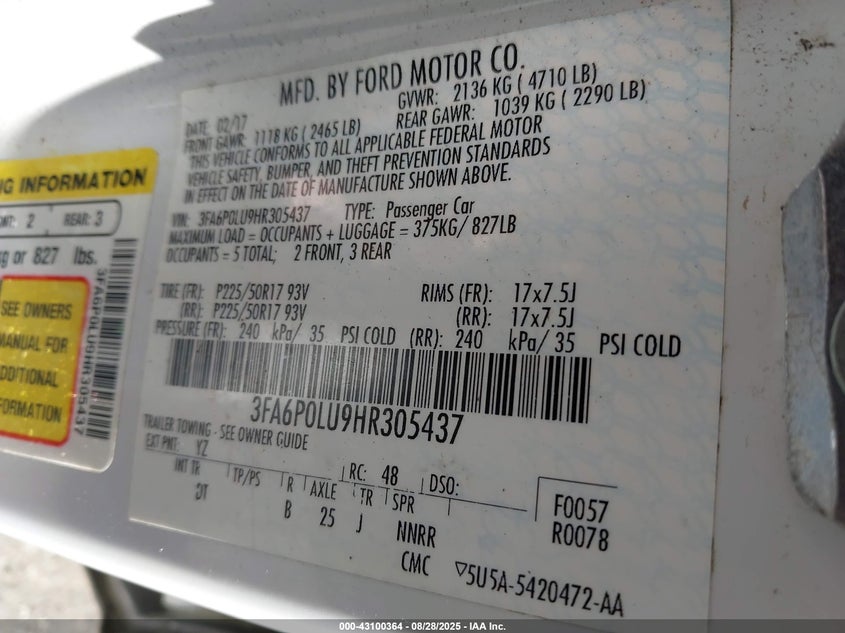 MFD. BY FORD MOTOR CO.
DATE: 02/17 GVWR: 2136 KG ( 4710 LB)
FRONT GAWR: 1118 KG ( 2465 LB) REAR GAWR: 1039 KG ( 2290 LB)
THIS VEHICLE CONFORMS TO ALL APPLICABLE FEDERAL MOTOR
VEHICLE SAFETY, BUMPER, AND THEFT PREVENTION STANDARDS
IN EFFECT ON THE DATE OF MANUFACTURE SHOWN ABOVE.
VIN: 3FA6P0LU9HR305437 TYPE: Passenger Car
MAXIMUM LOAD = OCCUPANTS + LUGGAGE = 375KG/ 827LB
OCCUPANTS = 5 TOTAL; 2 FRONT, 3 REAR
TIRE (FR): P225/50R17 93V RIMS (FR): 17x7.5J
(RR): P225/50R17 93V (RR): 17x7.5J
PRESSURE (FR): 240 kPa/ 35 PSI COLD (RR): 240 kPa/ 35 PSI COLD
3FA6P0LU9HR305437
TRAILER TOWING - SEE OWNER GUIDE
EXT PNT: YZ RC: 48 DSO:
INT TR TP/PS R AXLE TR SPR
DT B 25 J NNRR
CMC
F0057
R0078
5U5A-5420472-AA
INFORMATION
2 REAR: 3
or 827 lbs.
SEE OWNERS
MANUAL FOR
INFORMATION
3FA6P0LU9HR305437
000-43100364 | 08/28/2025 - IAA Inc.